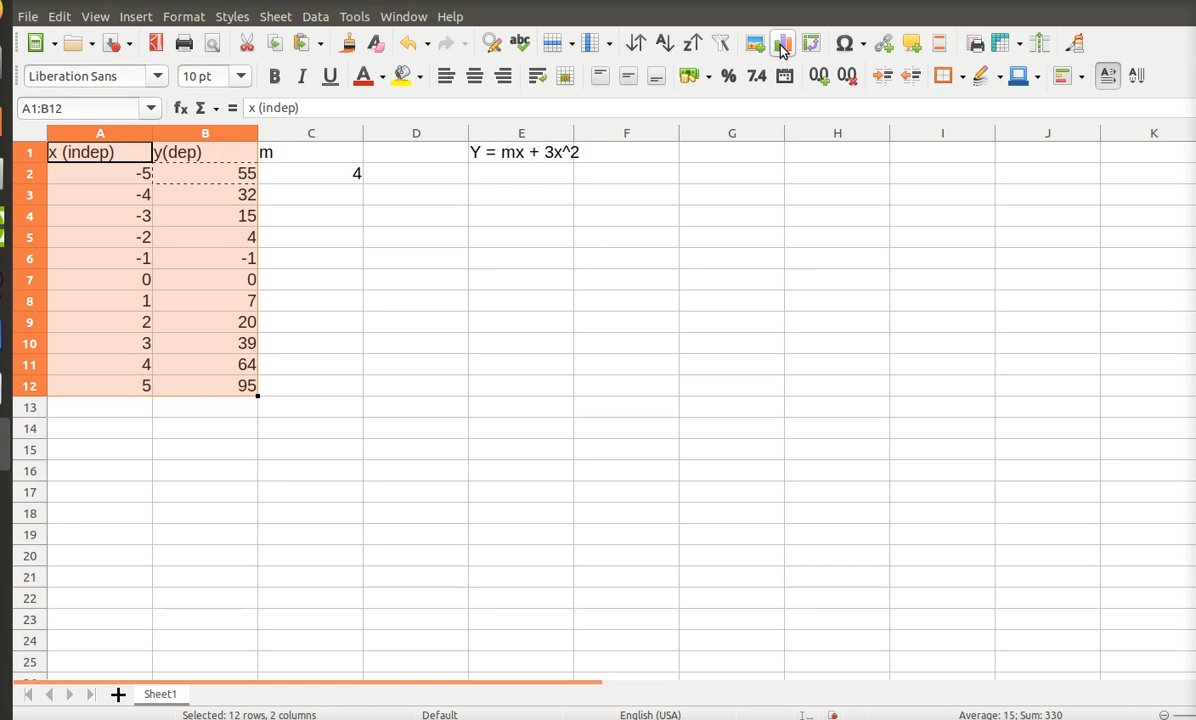 File Edit View Insert Format Styles Sheet Data Tools Window Help
Liberation Sans 10 pt
A1:B12 fx Σ = x (indep)
A B C D E F G H I J K
1 x (indep) y(dep) m Y = mx + 3x^2
2 -5 55 4
3 -4 32
4 -3 15
5 -2 4
6 -1 -1
7 0 0
8 1 7
9 2 20
10 3 39
11 4 64
12 5 95
13
14
15
16
17
18
19
20
21
22
23
24
25
Sheet1
Selected: 12 rows, 2 columns Default English (USA) Average: 15; Sum: 330